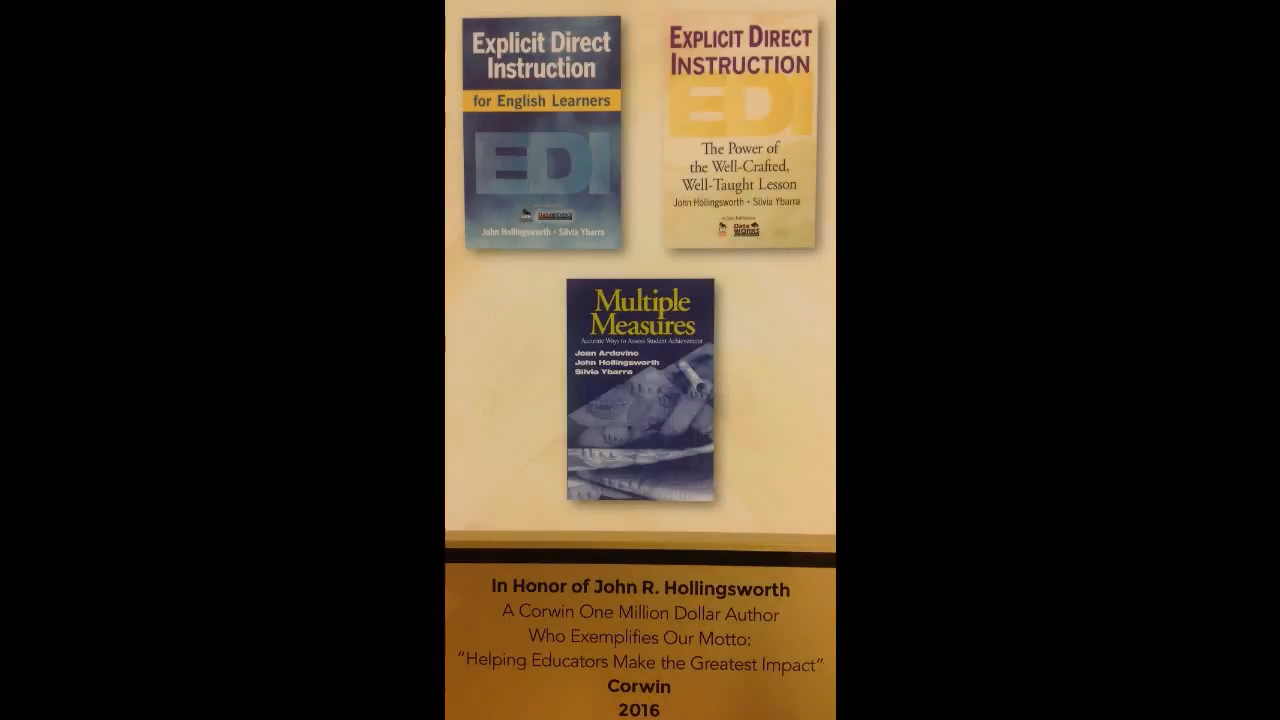 Explicit Direct
Instruction
for English Learners
EDI
DataWORKS
John Hollingsworth • Silvia Ybarra
EXPLICIT DIRECT
INSTRUCTION
EDI
The Power of
the Well-Crafted,
Well-Taught Lesson
John Hollingsworth • Silvia Ybarra
Data
WORKS
Multiple
Measures
Accurate Ways to Assess Student Achievement
Joan Ardovino
John Hollingsworth
Silvia Ybarra
In Honor of John R. Hollingsworth
A Corwin One Million Dollar Author
Who Exemplifies Our Motto:
“Helping Educators Make the Greatest Impact”
Corwin
2016